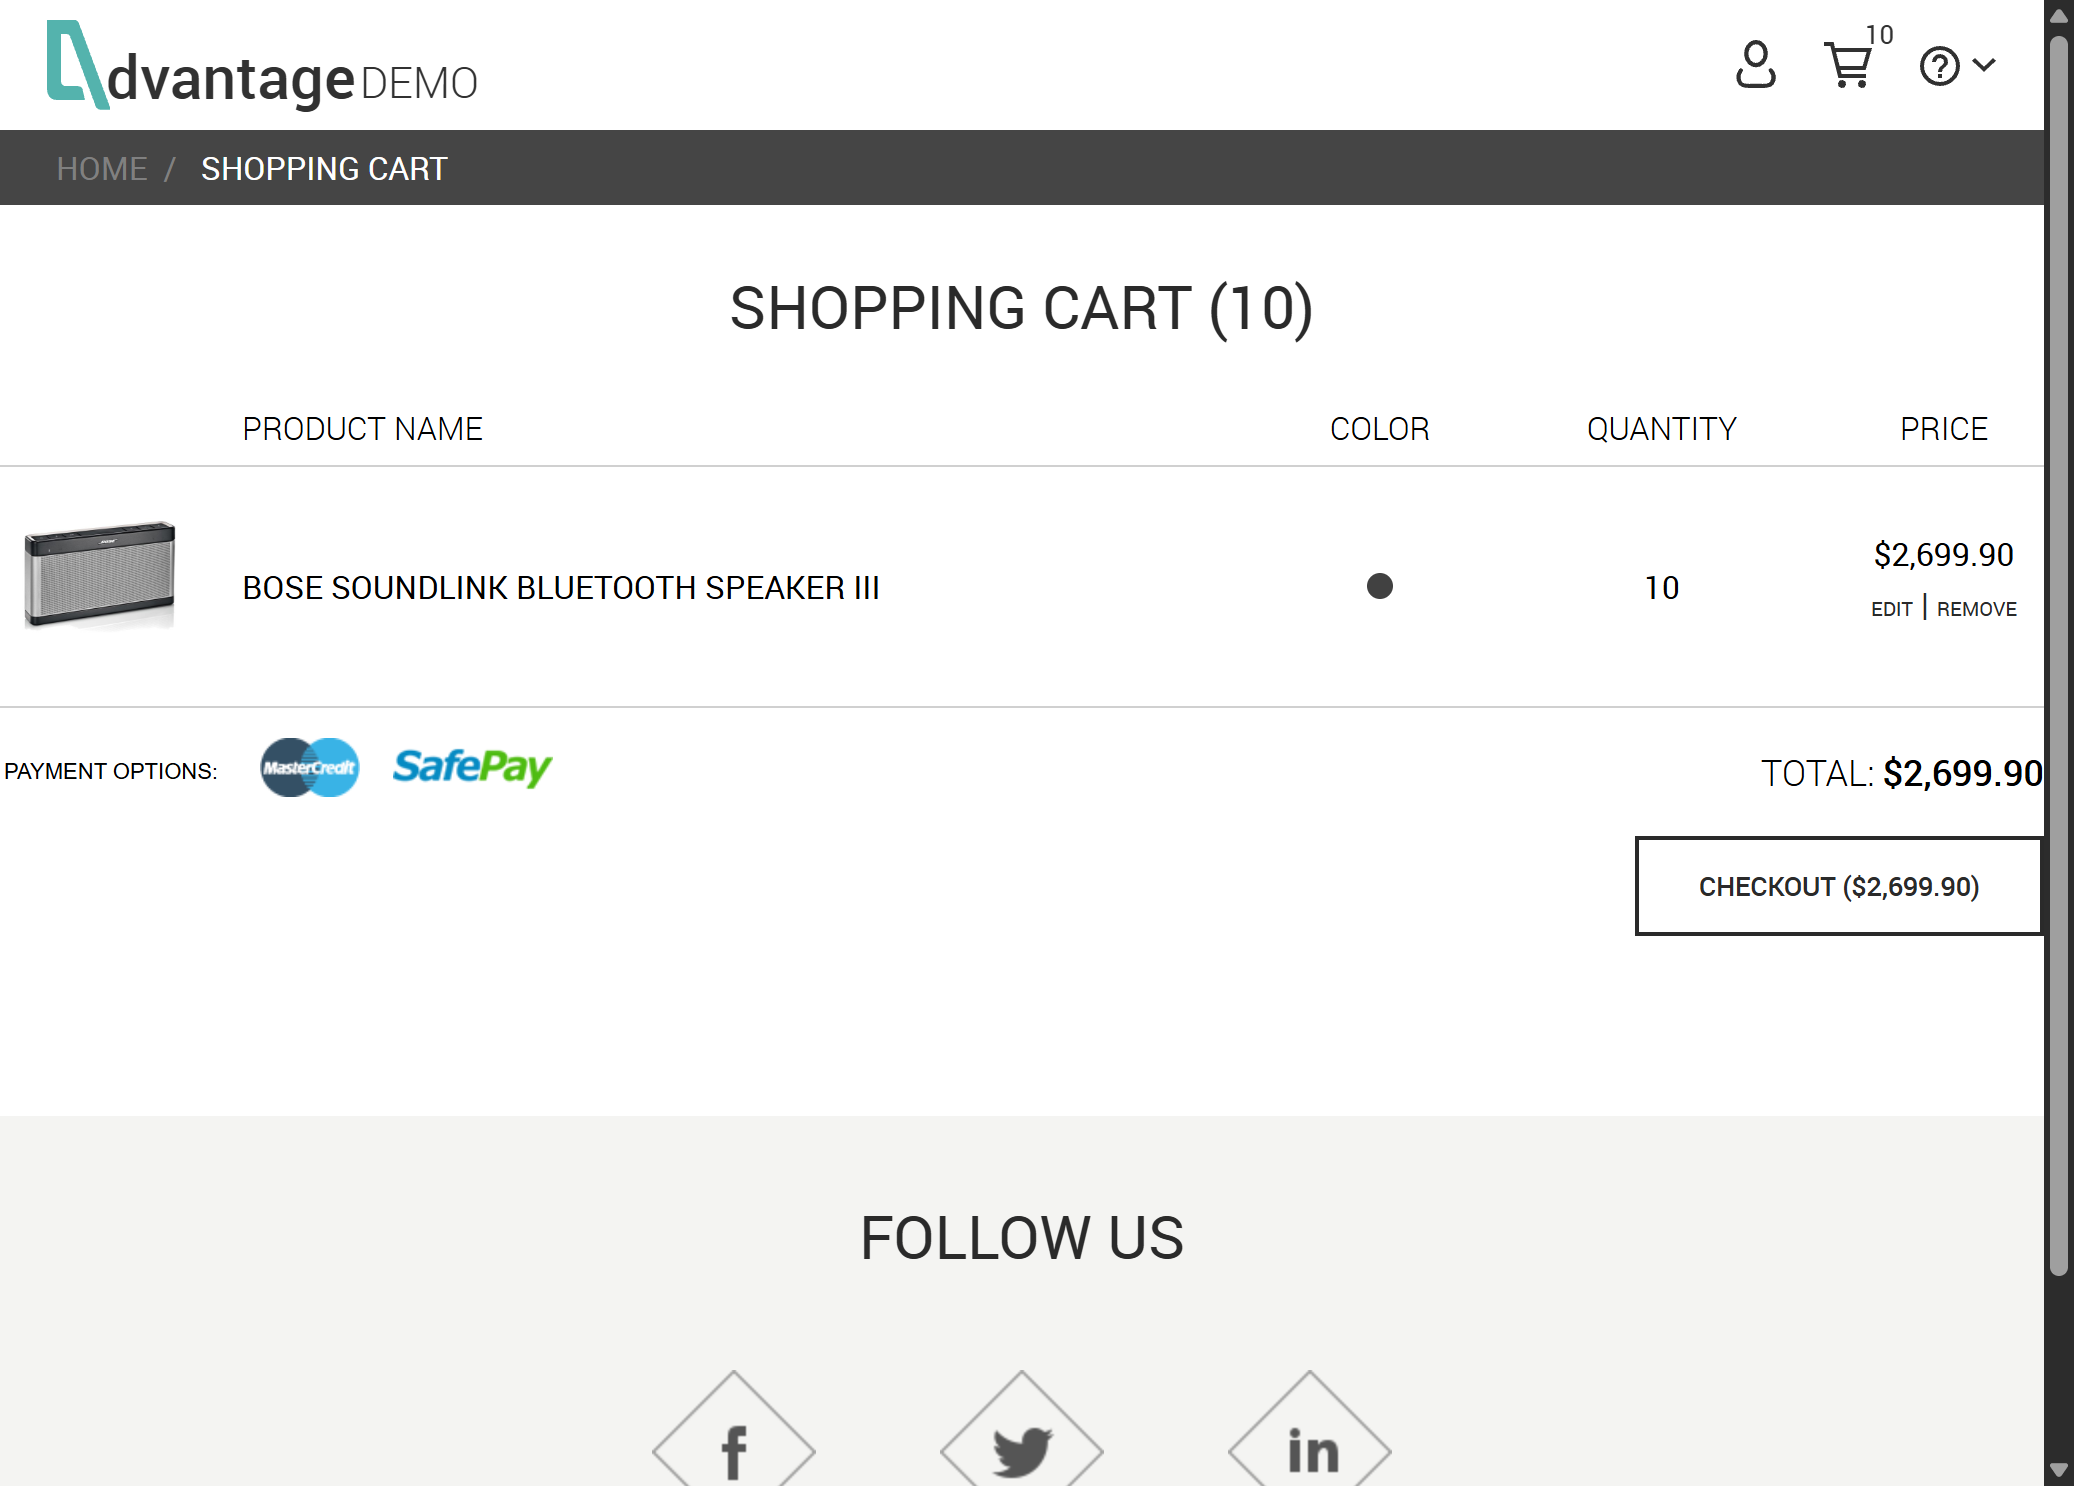 dvantage DEMO
10
HOME / SHOPPING CART
SHOPPING CART (10)
PRODUCT NAME COLOR QUANTITY PRICE
BOSE SOUNDLINK BLUETOOTH SPEAKER III
10
$2,699.90
EDIT | REMOVE
PAYMENT OPTIONS: MasterCredit SafePay
TOTAL: $2,699.90
CHECKOUT ($2,699.90)
FOLLOW US
f
in